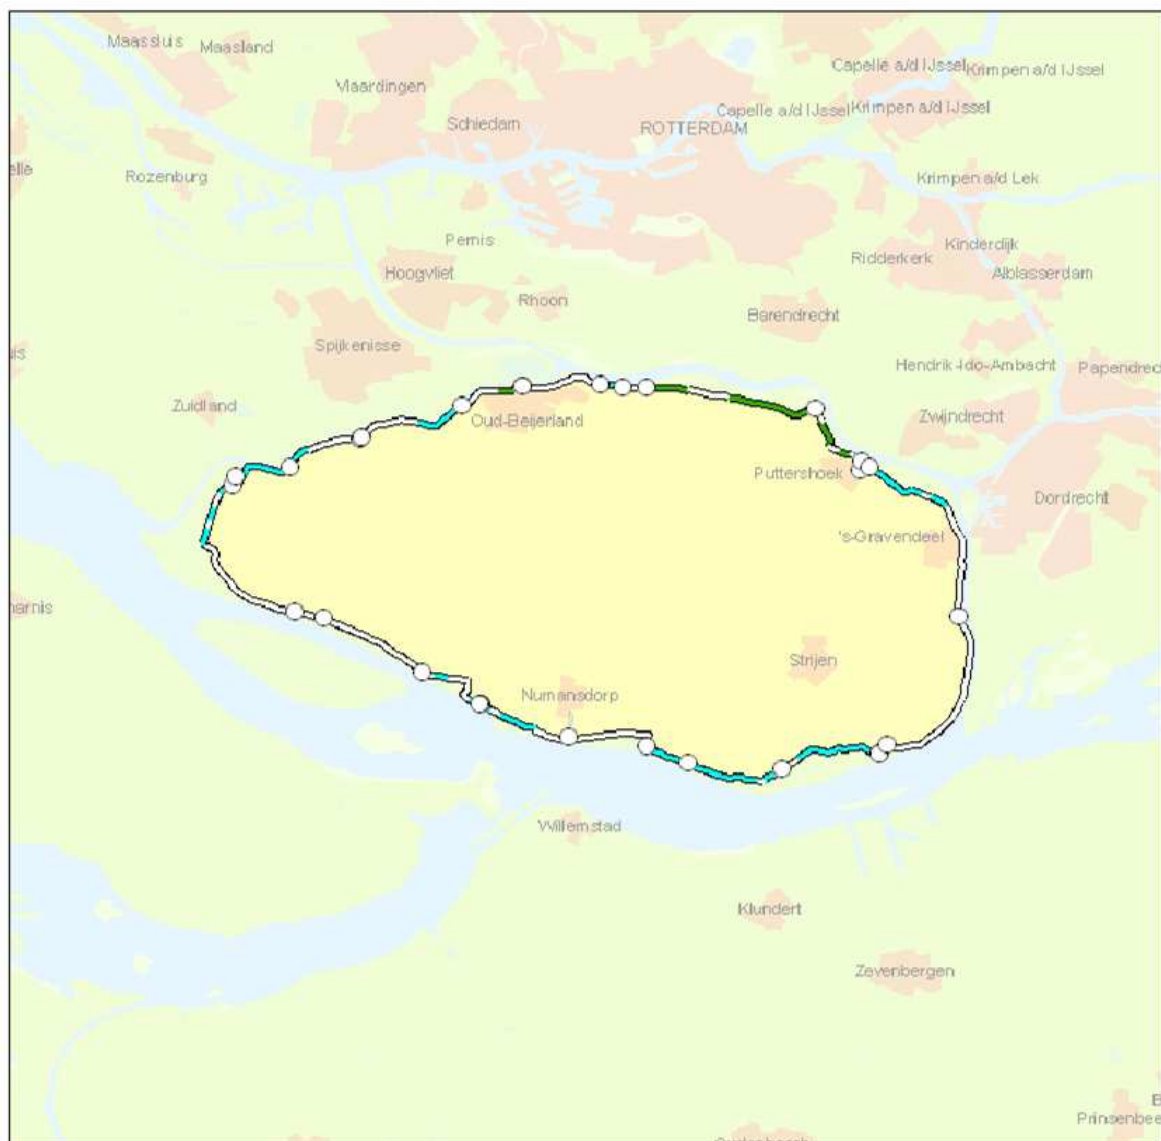 Maassluis
Maasland
Capelle a/d IJssel
Krimpen a/d IJssel
Vlaardingen
Capelle a/d IJssel
Krimpen a/d IJssel
Schiedam
ROTTERDAM
Rozenburg
Krimpen a/d Lek
Pernis
Kinderdijk
Ridderkerk
Hoogvliet
Alblasserdam
Rhoon
Barendrecht
Spijkenisse
Hendrik-Ido-Ambacht
Papendrec
Zuidland
Zwijndrecht
Oud-Beijerland
Puttershoek
Dordrecht
's-Gravendeel
Strijen
Numansdorp
Willemstad
Klundert
Zevenbergen
Prinsenbee